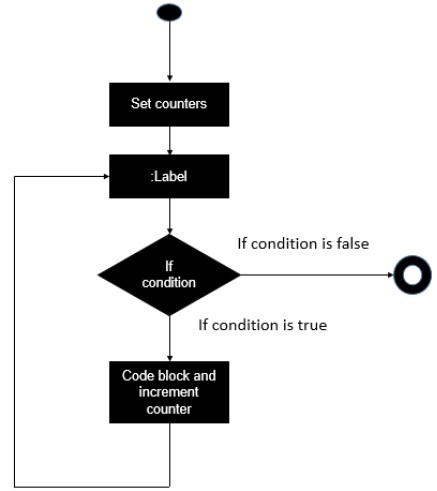 Set counters
:Label
If
condition
If condition is false
If condition is true
Code block and
increment
counter